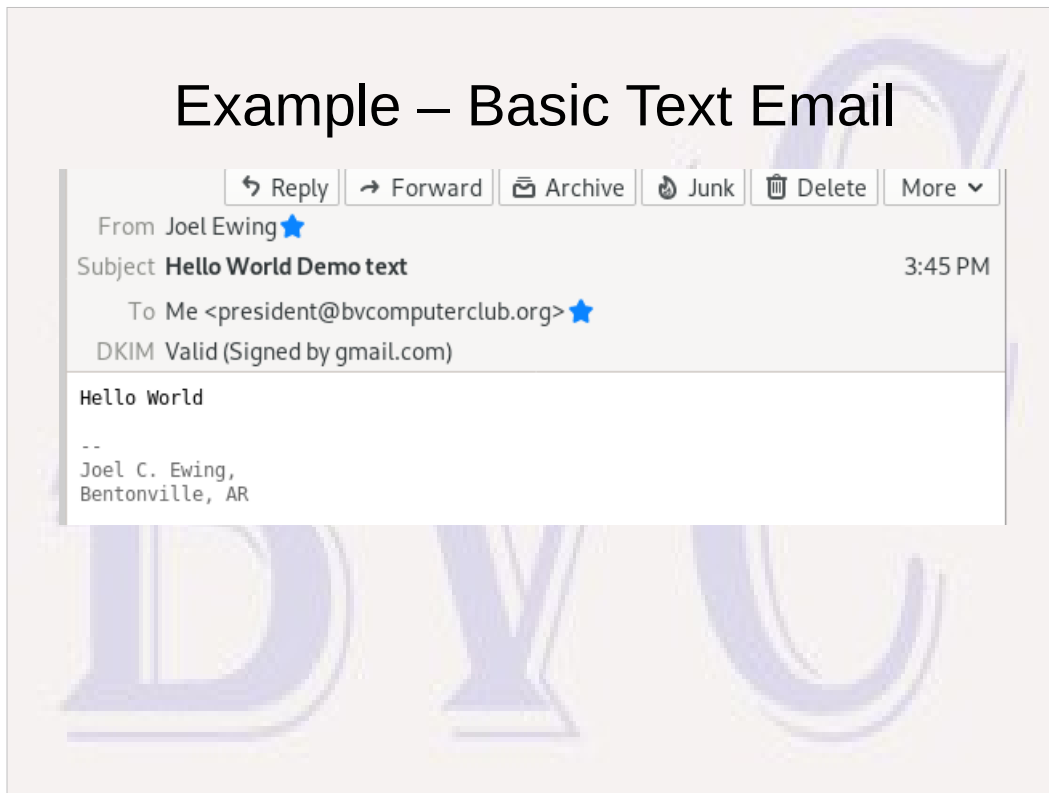 Example – Basic Text Email
Reply Forward Archive Junk Delete More
From Joel Ewing
Subject Hello World Demo text 3:45 PM
To Me <president@bvcomputerclub.org>
DKIM Valid (Signed by gmail.com)
Hello World
--
Joel C. Ewing,
Bentonville, AR
BVC